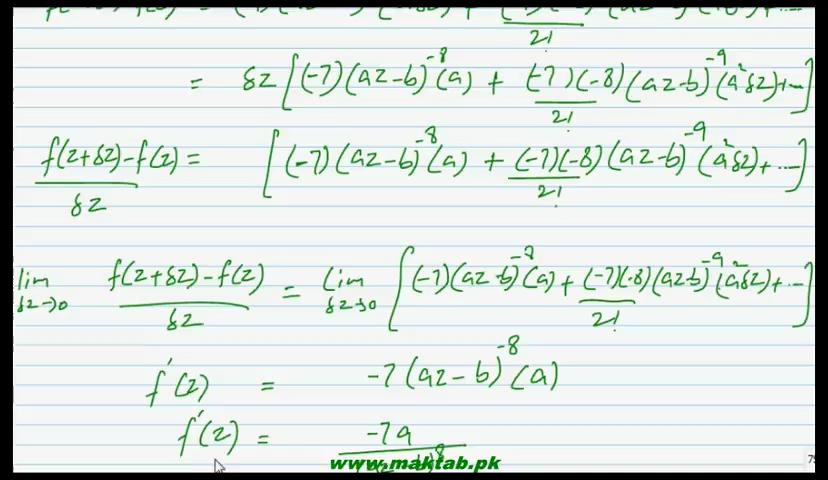 2!
= δz [(-7)(az-b)^-8 (a) + (-7)(-8)/2! (az-b)^-9 (a²δz)+...]
f(z+δz)-f(z)/δz = [(-7)(az-b)^-8 (a) + (-7)(-8)/2! (az-b)^-9 (a²δz)+...]
lim δz→0 f(z+δz)-f(z)/δz = Lim δz→0 [(-7)(az-b)^-8 (a) + (-7)(-8)/2! (az-b)^-9 (a²δz)+...]
f'(z) = -7(az-b)^-8 (a)
f'(z) = -7a
www.maktab.pk